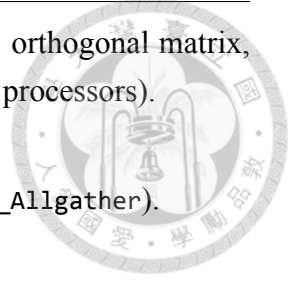 orthogonal matrix,
processors).
_Allgather).